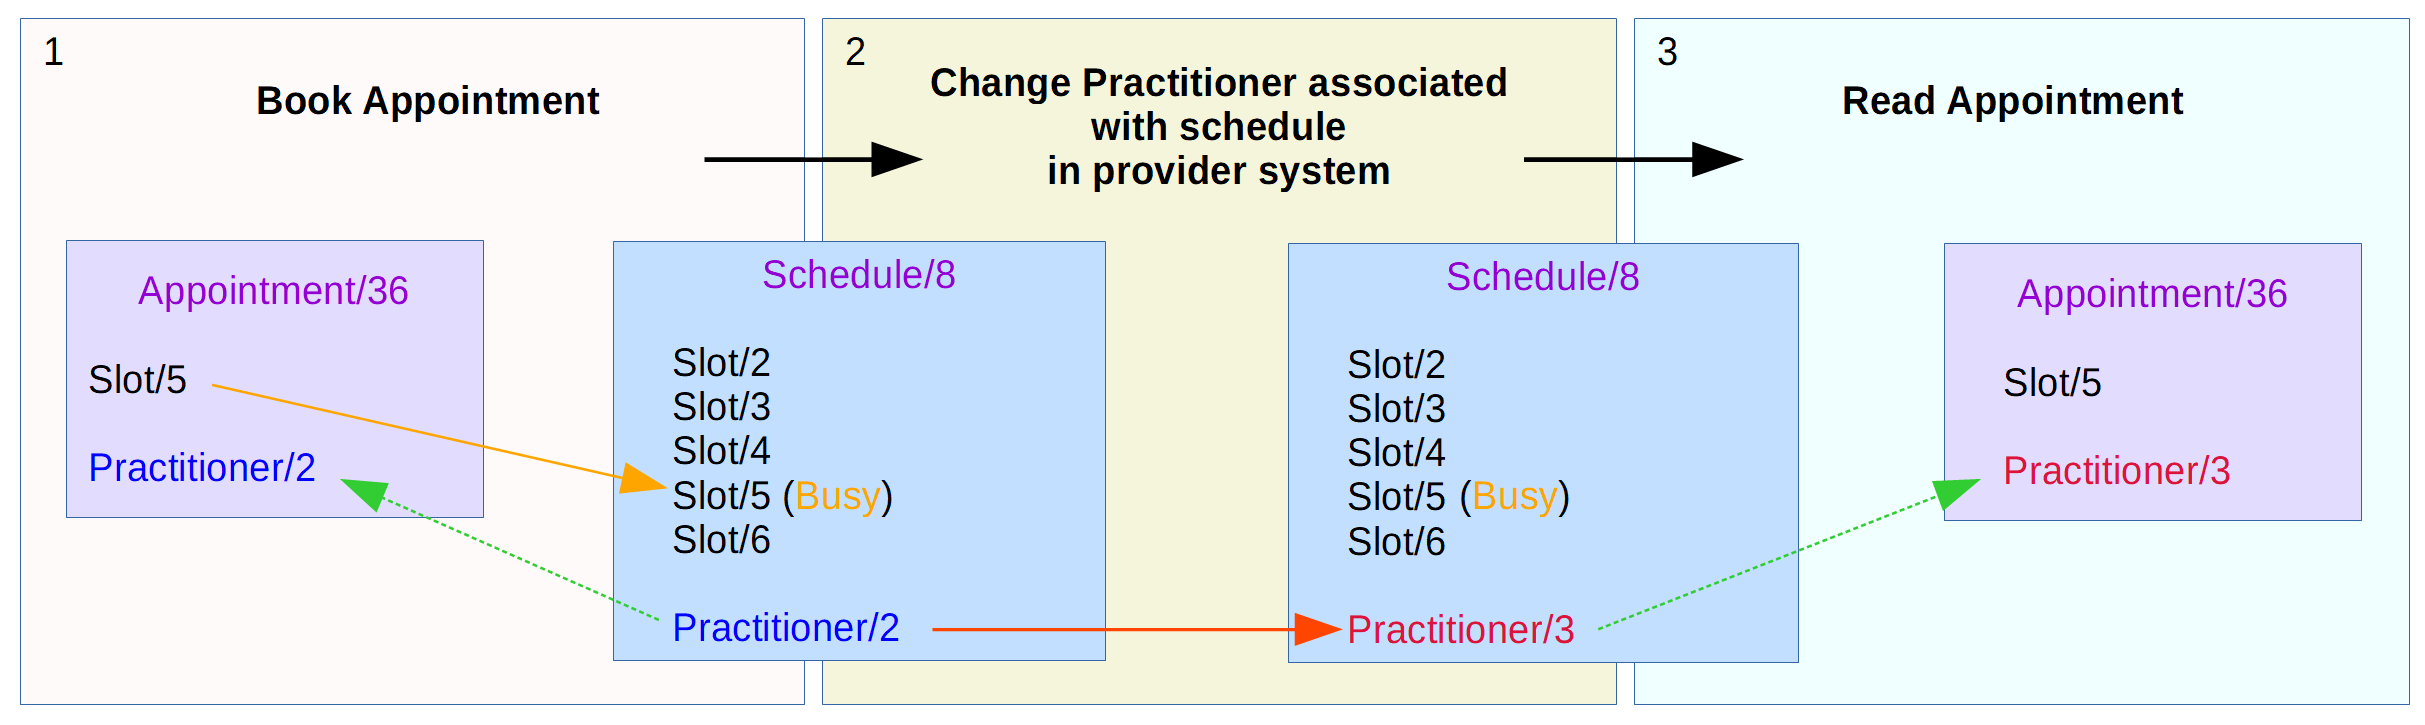 1
Book Appointment
Appointment/36
Slot/5
Practitioner/2
Schedule/8
Slot/2
Slot/3
Slot/4
Slot/5 (Busy)
Slot/6
Practitioner/2
2
Change Practitioner associated
with schedule
in provider system
Schedule/8
Slot/2
Slot/3
Slot/4
Slot/5 (Busy)
Slot/6
Practitioner/3
3
Read Appointment
Appointment/36
Slot/5
Practitioner/3